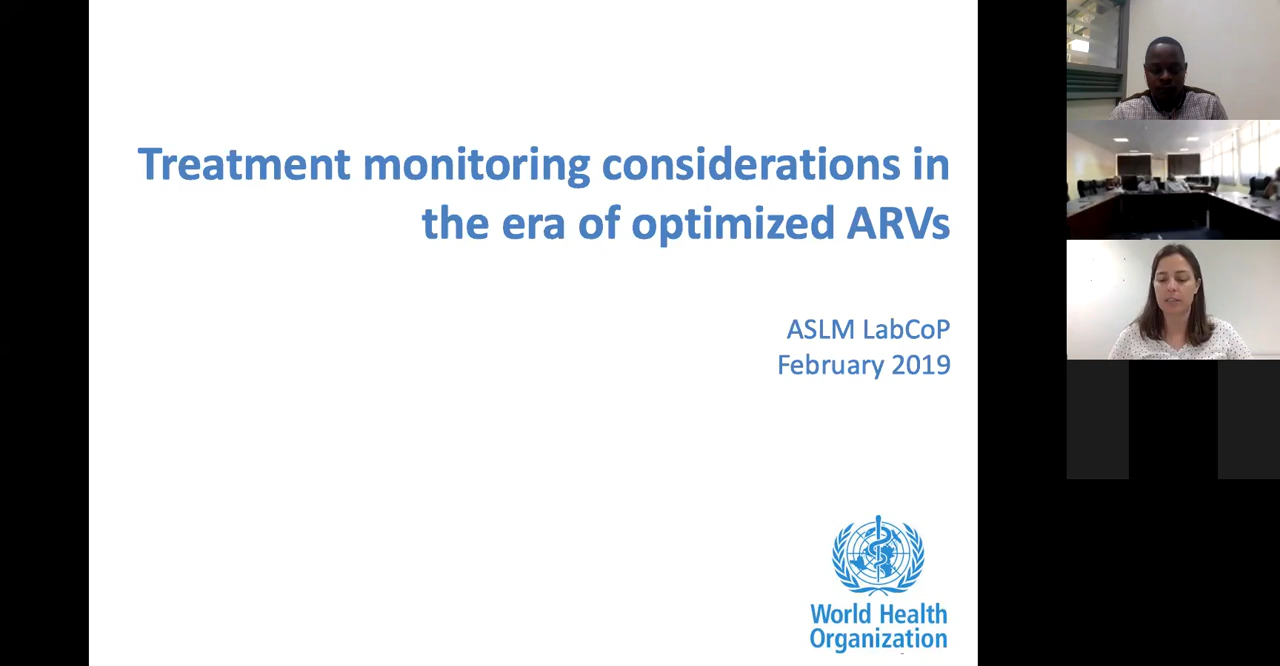 Treatment monitoring considerations in
the era of optimized ARVs
ASLM LabCoP
February 2019
World Health
Organization